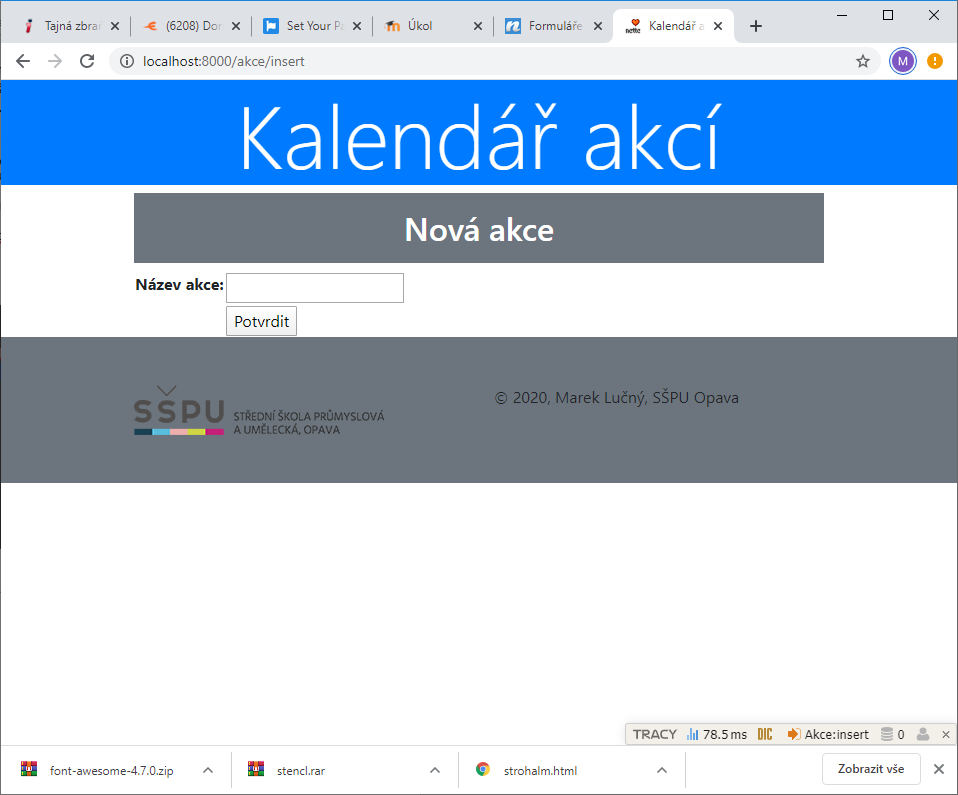 Tajná zbraň
(6208) Dor
Set Your Pa
Úkol
Formuláře
Kalendář a
localhost:8000/akce/insert
M
Kalendář akcí
Nová akce
Název akce:
Potvrdit
SŠPU
STŘEDNÍ ŠKOLA PRŮMYSLOVÁ
A UMĚLECKÁ, OPAVA
© 2020, Marek Lučný, SŠPU Opava
TRACY 78.5 ms DIC Akce:insert 0
font-awesome-4.7.0.zip
stencl.rar
strohalm.html
Zobrazit vše